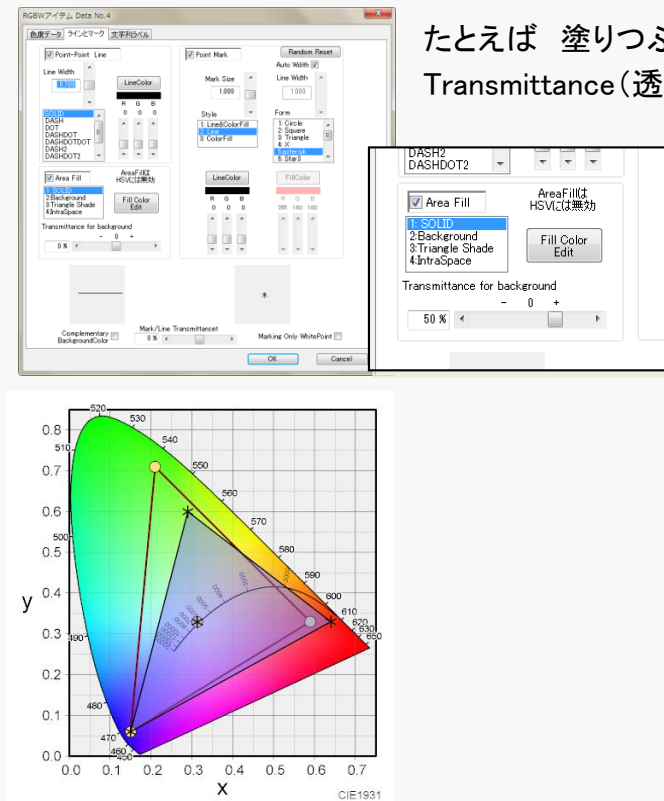 RGBWアイテム Data No.4
色度データ ラインとマーク 文字列ラベル
Point-Point Line
Line Width
0.700
LineColor
R G B
0 0 0
SOLID
DASH
DOT
DASHDOT
DASHDOTDOT
DASH2
DASHDOT2
Area Fill
AreaFillは
HSVには無効
1: SOLID
2:Background
3:Triangle Shade
4:IntraSpace
Fill Color
Edit
Transmittance for background
- 0 +
0 %
Point Mark
Random Reset
Auto Width
Mark Size
1.000
Line Width
1.000
Style
1: Line&ColorFill
2: Line
3: ColorFill
Form
1: Circle
2: Square
3: Triangle
4: X
5:asterisk
6: Star3
LineColor
FillColor
R G B
0 0 0
R G B
255 180 180
Complementary
BackgroundColor
Mark/Line Transmittancet
0 %
Marking Only WhitePoint
OK
Cancel
たとえば 塗りつぶ
Transmittance(透
DASH2
DASHDOT2
Area Fill
AreaFillは
HSVには無効
1: SOLID
2:Background
3:Triangle Shade
4:IntraSpace
Fill Color
Edit
Transmittance for background
- 0 +
50 %
y
0.8
0.7
0.6
0.5
0.4
0.3
0.2
0.1
0.0
0.0 0.1 0.2 0.3 0.4 0.5 0.6 0.7
x
CIE1931
520
530
540
550
560
570
580
590
600
610
620
630
650
510
500
490
480
470
460